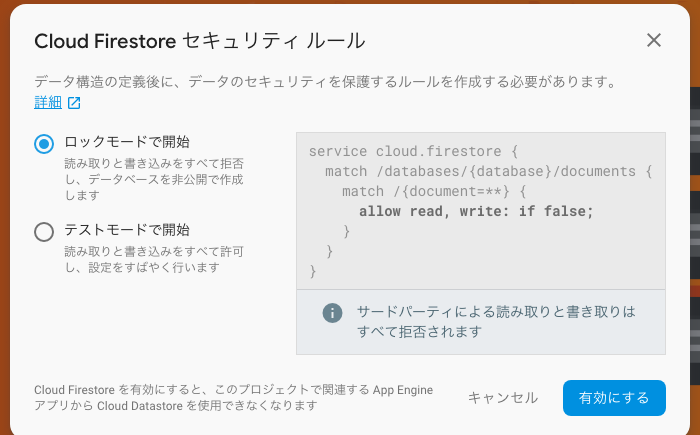 Cloud Firestore セキュリティ ルール
データ構造の定義後に、データのセキュリティを保護するルールを作成する必要があります。
詳細
ロックモードで開始
読み取りと書き込みをすべて拒否
し、データベースを非公開で作成
します
テストモードで開始
読み取りと書き込みをすべて許可
し、設定をすばやく行います
service cloud.firestore {
  match /databases/{database}/documents {
    match /{document=**} {
      allow read, write: if false;
    }
  }
}
サードパーティによる読み取りと書き取りは
すべて拒否されます
Cloud Firestore を有効にすると、このプロジェクトで関連する App Engine
アプリから Cloud Datastore を使用できなくなります
キャンセル
有効にする